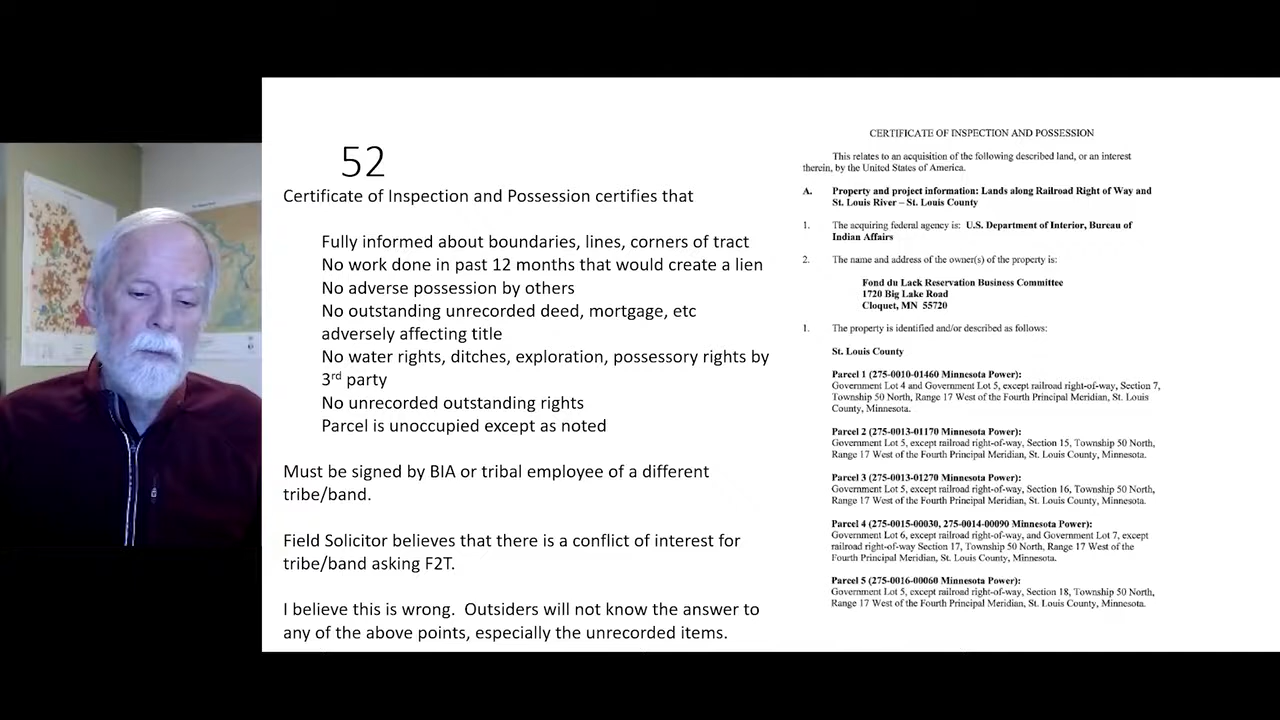 52
Certificate of Inspection and Possession certifies that
Fully informed about boundaries, lines, corners of tract
No work done in past 12 months that would create a lien
No adverse possession by others
No outstanding unrecorded deed, mortgage, etc
adversely affecting title
No water rights, ditches, exploration, possessory rights by
3rd party
No unrecorded outstanding rights
Parcel is unoccupied except as noted
Must be signed by BIA or tribal employee of a different
tribe/band.
Field Solicitor believes that there is a conflict of interest for
tribe/band asking F2T.
I believe this is wrong. Outsiders will not know the answer to
any of the above points, especially the unrecorded items.
CERTIFICATE OF INSPECTION AND POSSESSION
This relates to an acquisition of the following described land, or an interest
therein, by the United States of America.
A. Property and project information: Lands along Railroad Right of Way and
St. Louis River – St. Louis County
1. The acquiring federal agency is: U.S. Department of Interior, Bureau of
Indian Affairs
2. The name and address of the owner(s) of the property is:
Fond du Lack Reservation Business Committee
1720 Big Lake Road
Cloquet, MN 55720
1. The property is identified and/or described as follows:
St. Louis County
Parcel 1 (275-0010-01460 Minnesota Power):
Government Lot 4 and Government Lot 5, except railroad right-of-way, Section 7,
Township 50 North, Range 17 West of the Fourth Principal Meridian, St. Louis
County, Minnesota.
Parcel 2 (275-0013-01170 Minnesota Power):
Government Lot 5, except railroad right-of-way, Section 15, Township 50 North,
Range 17 West of the Fourth Principal Meridian, St. Louis County, Minnesota.
Parcel 3 (275-0013-01270 Minnesota Power):
Government Lot 5, except railroad right-of-way, Section 16, Township 50 North,
Range 17 West of the Fourth Principal Meridian, St. Louis County, Minnesota.
Parcel 4 (275-0015-00030, 275-0014-00090 Minnesota Power):
Government Lot 6, except railroad right-of-way, and Government Lot 7, except
railroad right-of-way Section 17, Township 50 North, Range 17 West of the
Fourth Principal Meridian, St. Louis County, Minnesota.
Parcel 5 (275-0016-00060 Minnesota Power):
Government Lot 5, except railroad right-of-way, Section 18, Township 50 North,
Range 17 West of the Fourth Principal Meridian, St. Louis County, Minnesota.